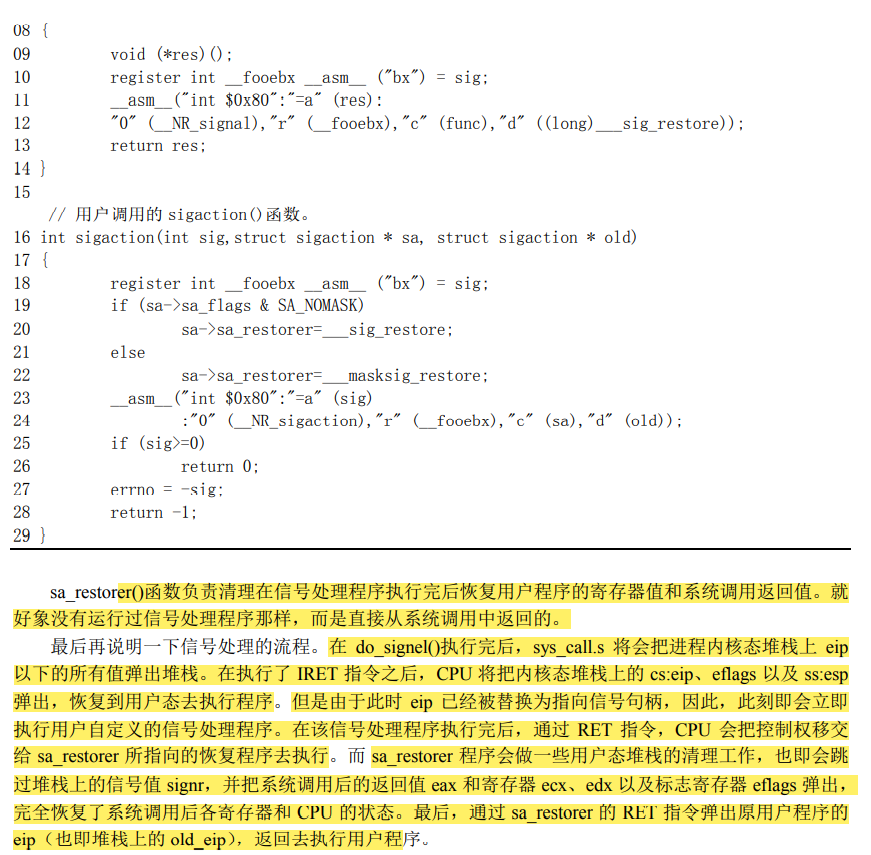 08 {
09 void (*res)();
10 register int __fooebx __asm__ ("bx") = sig;
11 __asm__("int $0x80":"=a" (res):
12 "0" (__NR_signal),"r" (__fooebx),"c" (func),"d" ((long)___sig_restore));
13 return res;
14 }
15
// 用户调用的 sigaction()函数。
16 int sigaction(int sig,struct sigaction * sa, struct sigaction * old)
17 {
18 register int __fooebx __asm__ ("bx") = sig;
19 if (sa->sa_flags & SA_NOMASK)
20 sa->sa_restorer=___sig_restore;
21 else
22 sa->sa_restorer=___masksig_restore;
23 __asm__("int $0x80":"=a" (sig)
24 :"0" (__NR_sigaction),"r" (__fooebx),"c" (sa),"d" (old));
25 if (sig>=0)
26 return 0;
27 errno = -sig;
28 return -1;
29 }
sa_restorer()函数负责清理在信号处理程序执行完后恢复用户程序的寄存器值和系统调用返回值。就
好象没有运行过信号处理程序那样，而是直接从系统调用中返回的。
最后再说明一下信号处理的流程。在 do_signel()执行完后，sys_call.s 将会把进程内核态堆栈上 eip
以下的所有值弹出堆栈。在执行了 IRET 指令之后，CPU 将把内核态堆栈上的 cs:eip、eflags 以及 ss:esp
弹出，恢复到用户态去执行程序。但是由于此时 eip 已经被替换为指向信号句柄，因此，此刻即会立即
执行用户自定义的信号处理程序。在该信号处理程序执行完后，通过 RET 指令，CPU 会把控制权移交
给 sa_restorer 所指向的恢复程序去执行。而 sa_restorer 程序会做一些用户态堆栈的清理工作，也即会跳
过堆栈上的信号值 signr，并把系统调用后的返回值 eax 和寄存器 ecx、edx 以及标志寄存器 eflags 弹出，
完全恢复了系统调用后各寄存器和 CPU 的状态。最后，通过 sa_restorer 的 RET 指令弹出原用户程序的
eip（也即堆栈上的 old_eip），返回去执行用户程序。